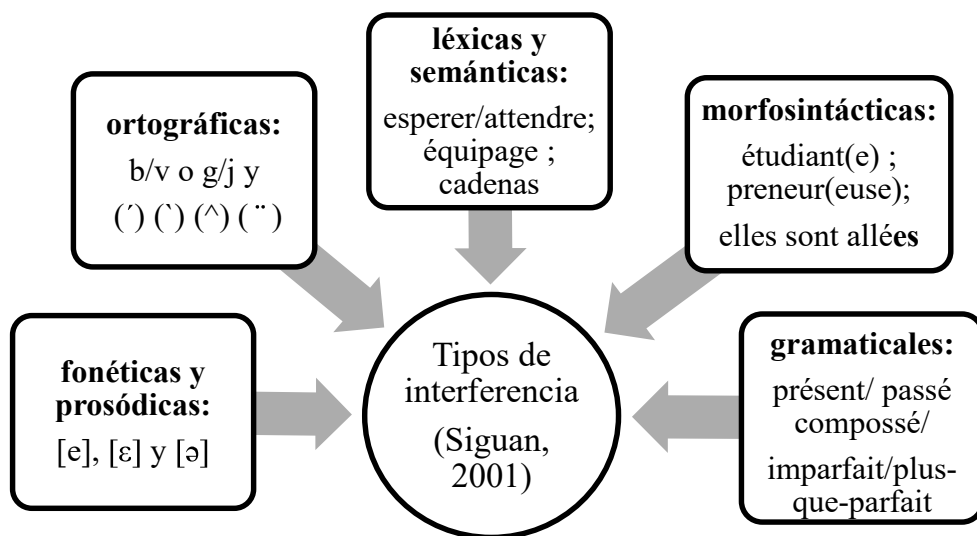 fonéticas y
prosódicas:
[e], [ɛ] y [ə]
ortográficas:
b/v o g/j y
(´) (`) (^) (¨)
léxicas y
semánticas:
esperer/attendre;
équipage ;
cadenas
morfosintácticas:
étudiant(e) ;
preneur(euse);
elles sont allées
gramaticales:
présent/ passé
compossé/
imparfait/plus-
que-parfait
Tipos de
interferencia
(Siguan,
2001)